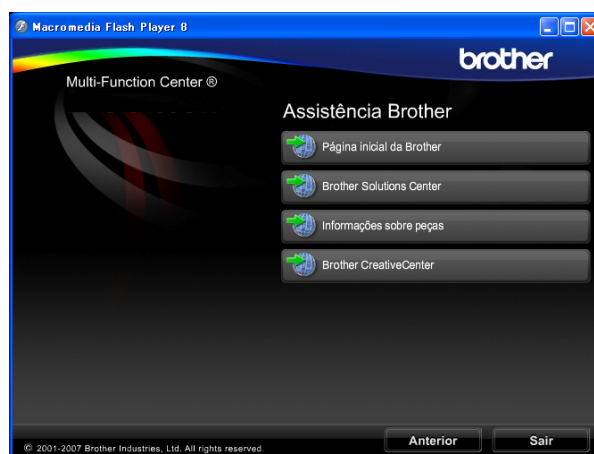 Macromedia Flash Player 8
brother
Multi-Function Center ®
Assistência Brother
Página inicial da Brother
Brother Solutions Center
Informações sobre peças
Brother CreativeCenter
Anterior
Sair
© 2001-2007 Brother Industries, Ltd. All rights reserved.